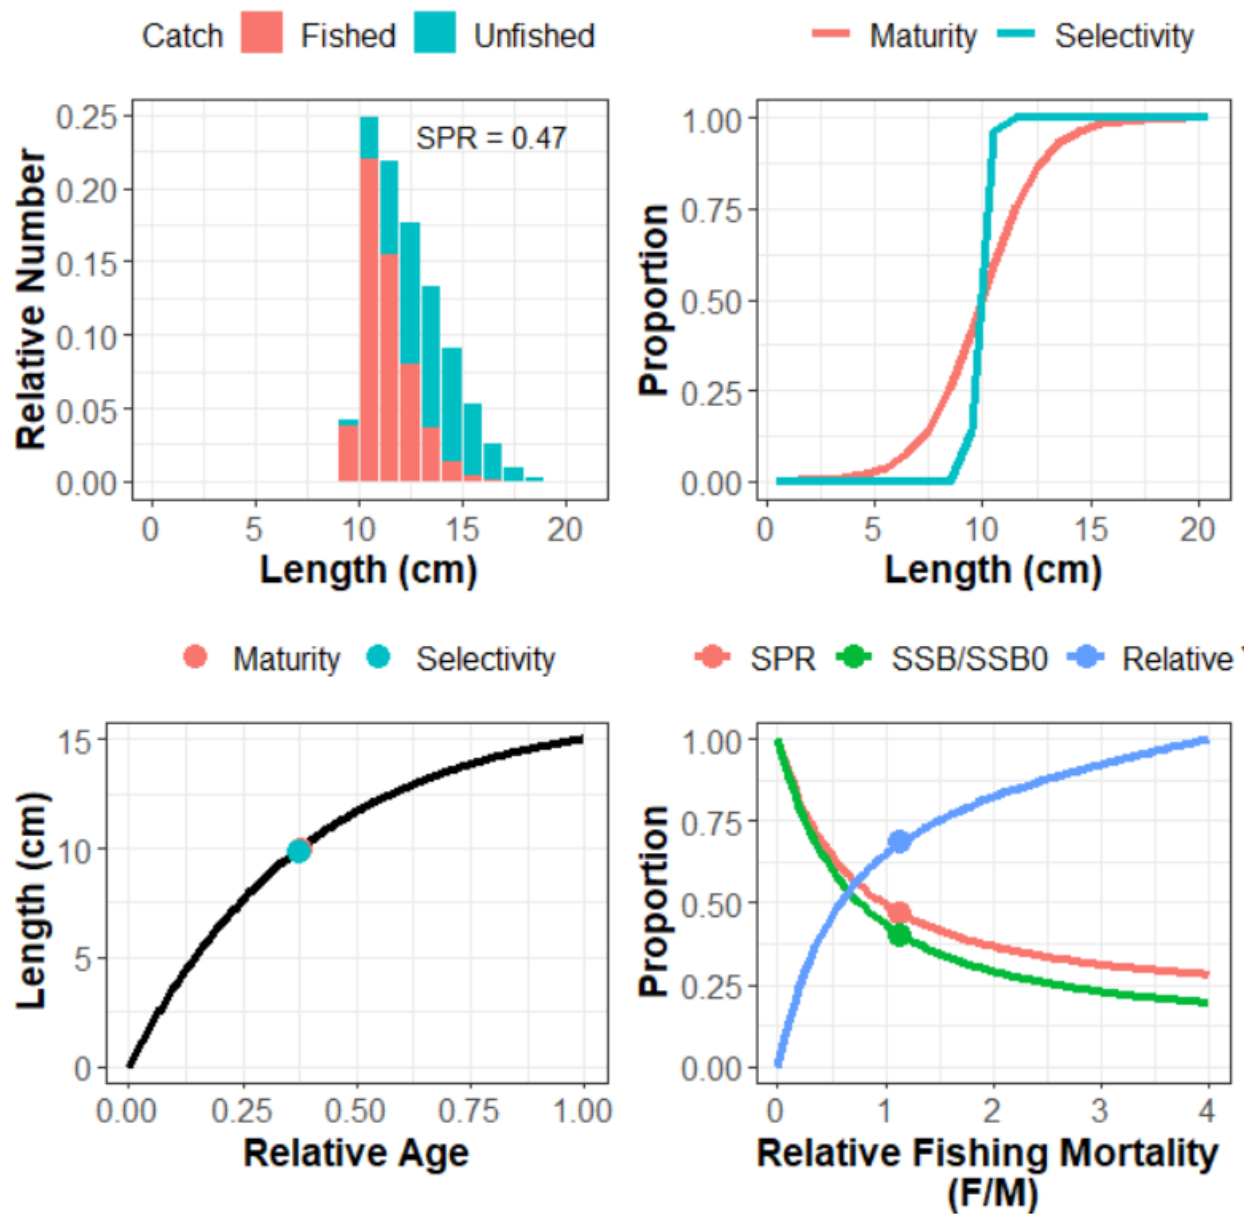 Catch Fished Unfished
SPR = 0.47
Relative Number
0.25
0.20
0.15
0.10
0.05
0.00
0 5 10 15 20
Length (cm)
Maturity Selectivity
Proportion
1.00
0.75
0.50
0.25
0.00
0 5 10 15 20
Length (cm)
Maturity Selectivity
Length (cm)
15
10
5
0
0.00 0.25 0.50 0.75 1.00
Relative Age
SPR SSB/SSB0 Relative
Proportion
1.00
0.75
0.50
0.25
0.00
0 1 2 3 4
Relative Fishing Mortality
(F/M)